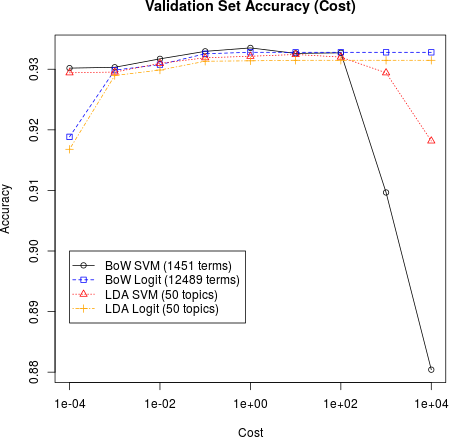 Validation Set Accuracy (Cost)
Accuracy
0.93
0.92
0.91
0.90
0.89
0.88
BoW SVM (1451 terms)
BoW Logit (12489 terms)
LDA SVM (50 topics)
LDA Logit (50 topics)
1e-04 1e-02 1e+00 1e+02 1e+04
Cost